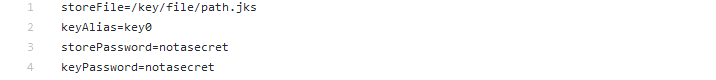 1 storeFile=/key/file/path.jks
2 keyAlias=key0
3 storePassword=notasecret
4 keyPassword=notasecret